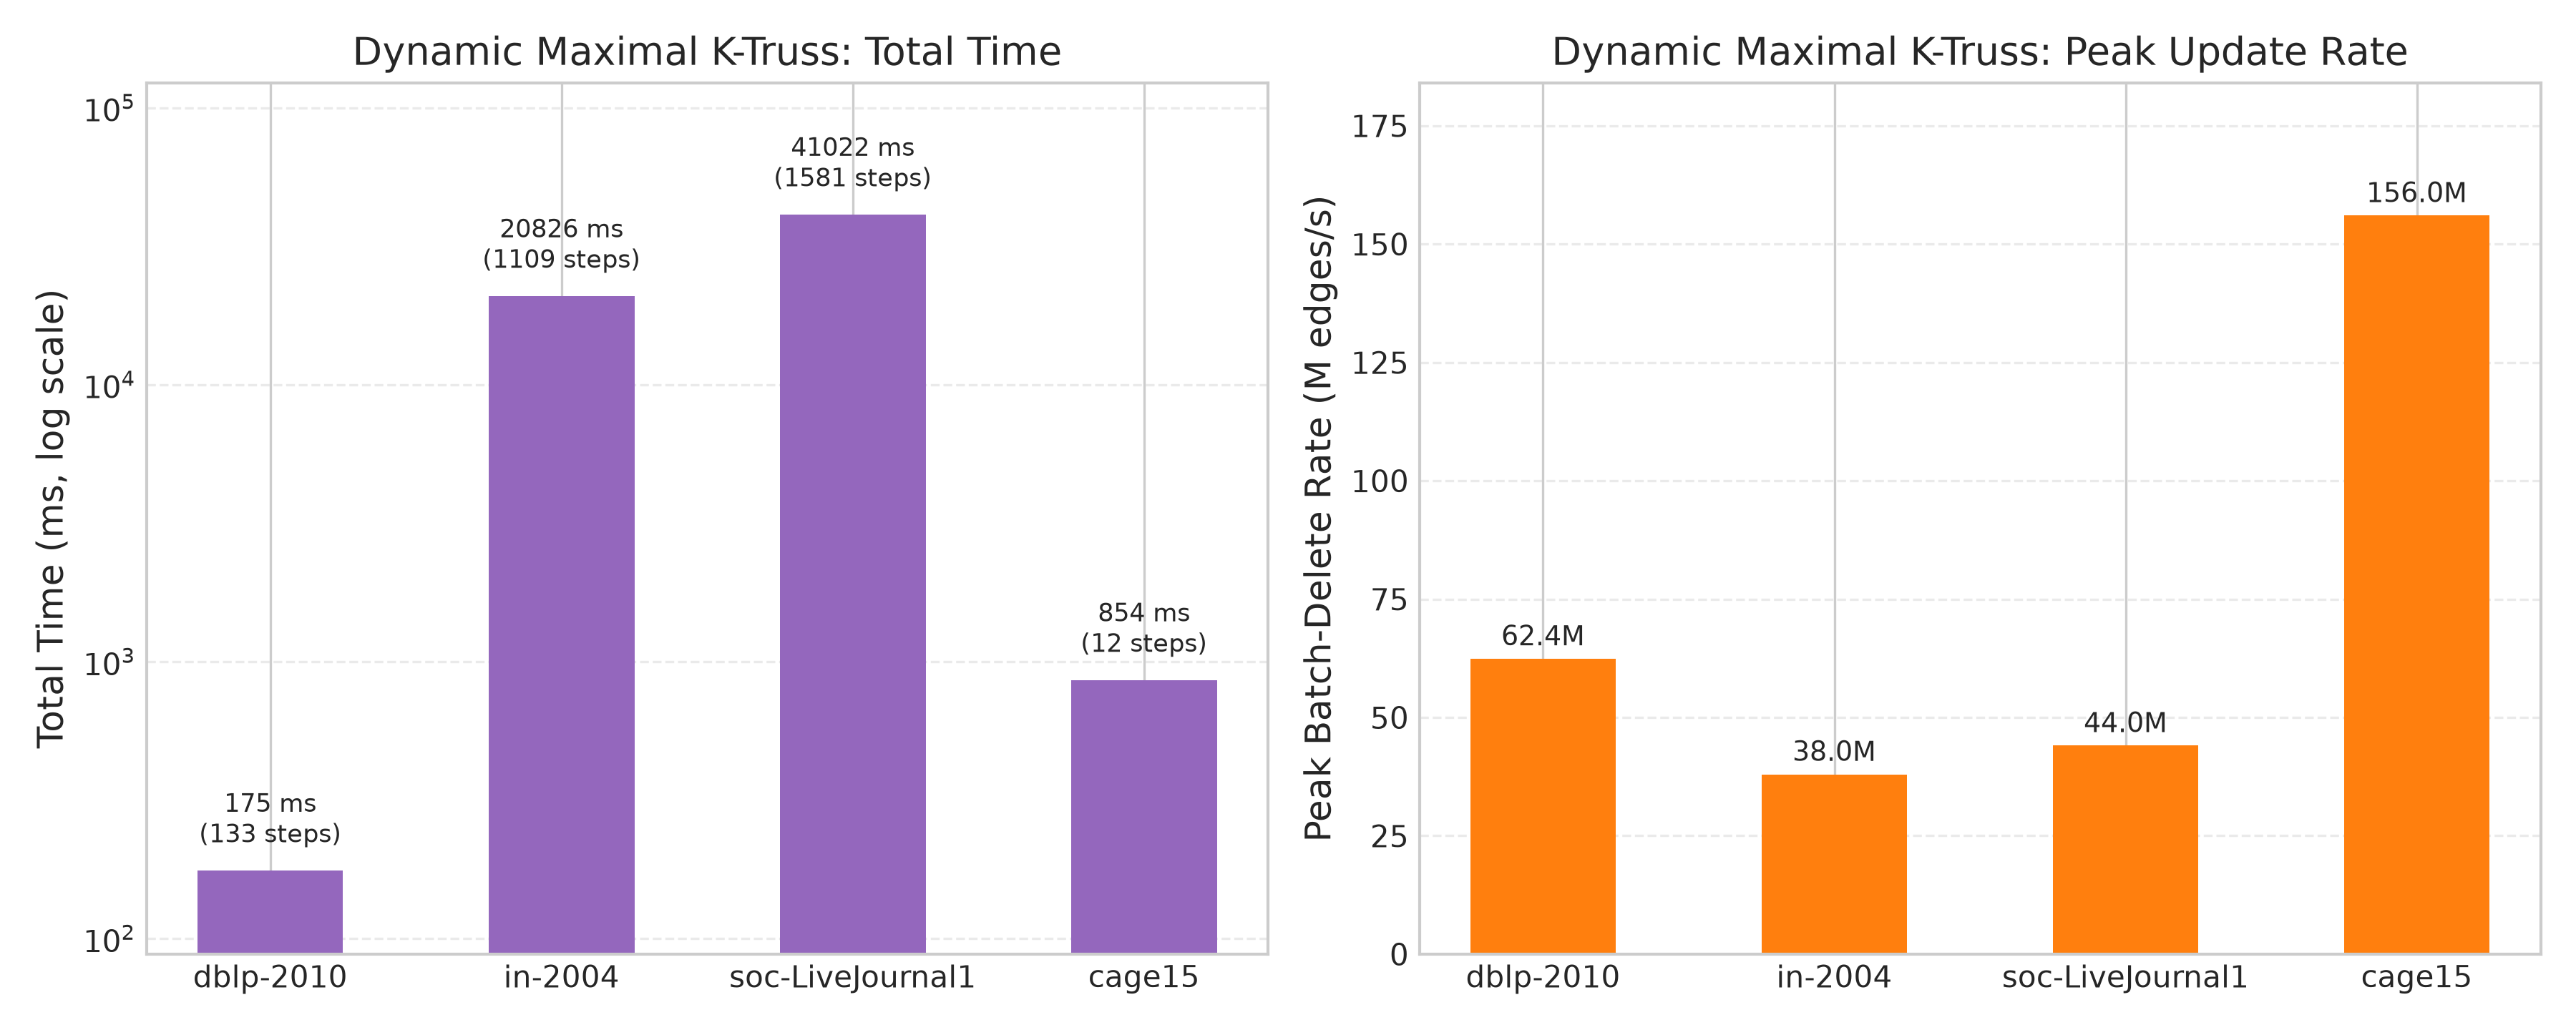 Dynamic Maximal K-Truss: Total Time
Total Time (ms, log scale)
10⁵
10⁴
10³
10²
175 ms
(133 steps)
20826 ms
(1109 steps)
41022 ms
(1581 steps)
854 ms
(12 steps)
dblp-2010
in-2004
soc-LiveJournal1
cage15
Dynamic Maximal K-Truss: Peak Update Rate
Peak Batch-Delete Rate (M edges/s)
175
150
125
100
75
50
25
0
62.4M
38.0M
44.0M
156.0M
dblp-2010
in-2004
soc-LiveJournal1
cage15